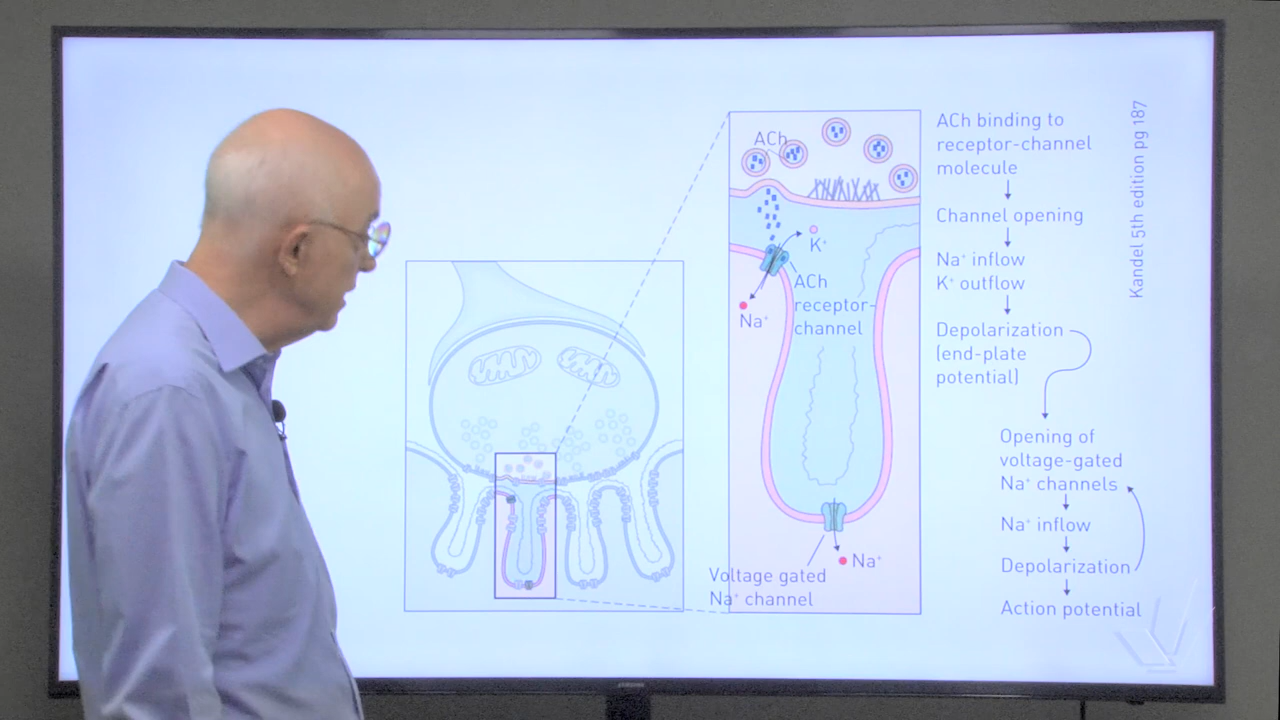 ACh
K⁺
ACh
receptor-
channel
Na⁺
Na⁺
Voltage gated
Na⁺ channel
ACh binding to
receptor-channel
molecule
Channel opening
Na⁺ inflow
K⁺ outflow
Depolarization
(end-plate
potential)
Opening of
voltage-gated
Na⁺ channels
Na⁺ inflow
Depolarization
Action potential
Kandel 5th edition pg 187
SAMSUNG